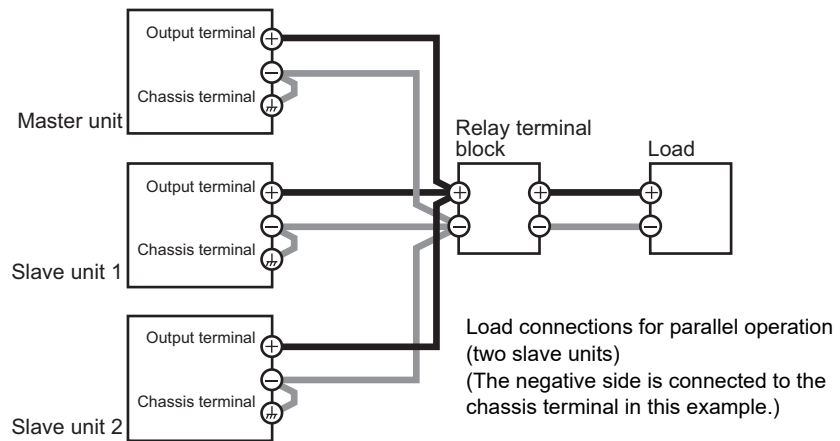 Output terminal
+
−
Chassis terminal
Master unit
Output terminal
+
−
Chassis terminal
Slave unit 1
Output terminal
+
−
Chassis terminal
Slave unit 2
Relay terminal
block
+ +
− −
Load
+
−
Load connections for parallel operation
(two slave units)
(The negative side is connected to the
chassis terminal in this example.)